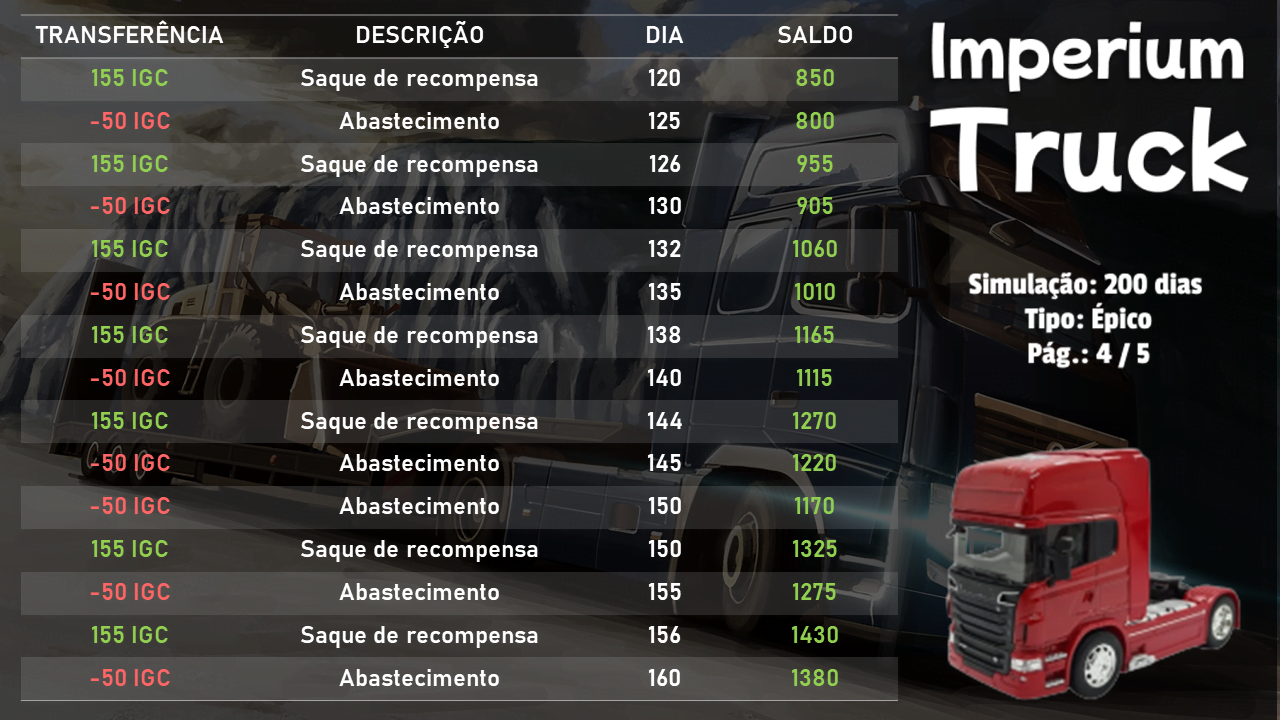 TRANSFERÊNCIA DESCRIÇÃO DIA SALDO
155 IGC Saque de recompensa 120 850
-50 IGC Abastecimento 125 800
155 IGC Saque de recompensa 126 955
-50 IGC Abastecimento 130 905
155 IGC Saque de recompensa 132 1060
-50 IGC Abastecimento 135 1010
155 IGC Saque de recompensa 138 1165
-50 IGC Abastecimento 140 1115
155 IGC Saque de recompensa 144 1270
-50 IGC Abastecimento 145 1220
-50 IGC Abastecimento 150 1170
155 IGC Saque de recompensa 150 1325
-50 IGC Abastecimento 155 1275
155 IGC Saque de recompensa 156 1430
-50 IGC Abastecimento 160 1380
Imperium
Truck
Simulação: 200 dias
Tipo: Épico
Pág.: 4 / 5